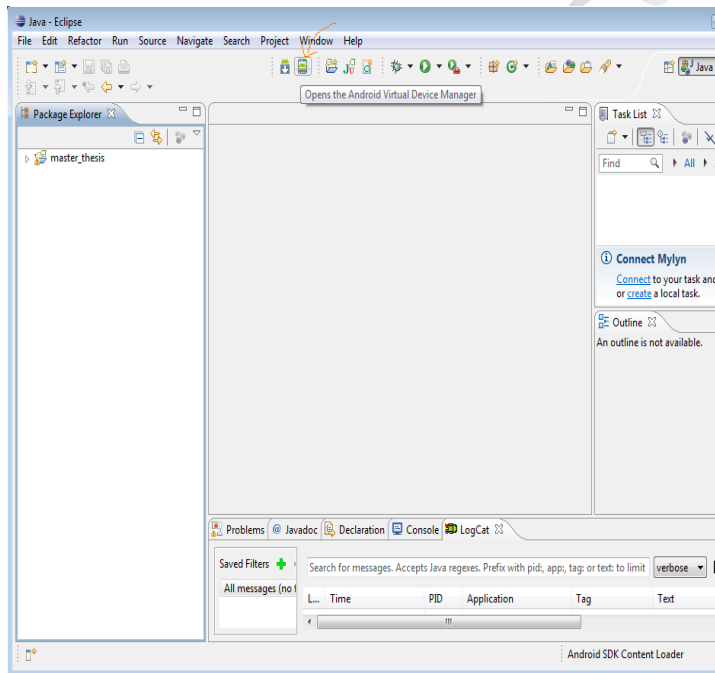 Java - Eclipse
File Edit Refactor Run Source Navigate Search Project Window Help
Java
Opens the Android Virtual Device Manager
Package Explorer
master_thesis
Task List
Find
All
Connect Mylyn
Connect to your task and
or create a local task.
Outline
An outline is not available.
Problems @ Javadoc Declaration Console LogCat
Saved Filters
Search for messages. Accepts Java regexes. Prefix with pid:, app:, tag: or text: to limit
verbose
All messages (no f
L... Time PID Application Tag Text
Android SDK Content Loader